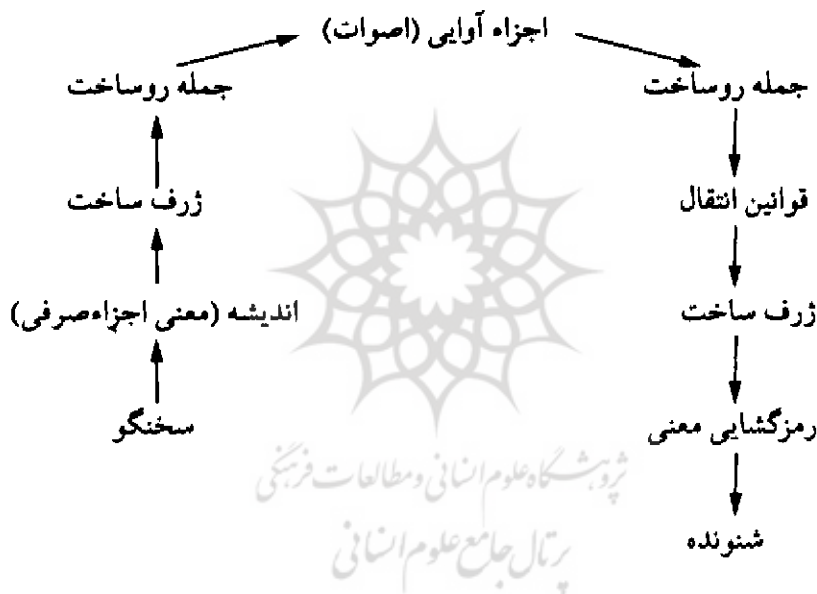 اجزاء آوایی (اصوات)
جمله روساخت
جمله روساخت
قوانین انتقال
ژرف ساخت
ژرف ساخت
اندیشه (معنی اجزاءصرفی)
رمزگشایی معنی
سخنگو
شنونده
پژوهشگاه علوم انسانی و مطالعات فرهنگی
پرتال جامع علوم انسانی